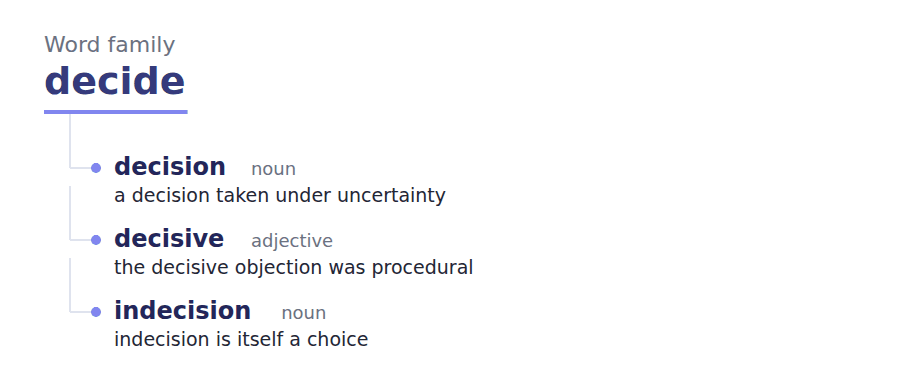 Word family
decide
decision noun
a decision taken under uncertainty
decisive adjective
the decisive objection was procedural
indecision noun
indecision is itself a choice